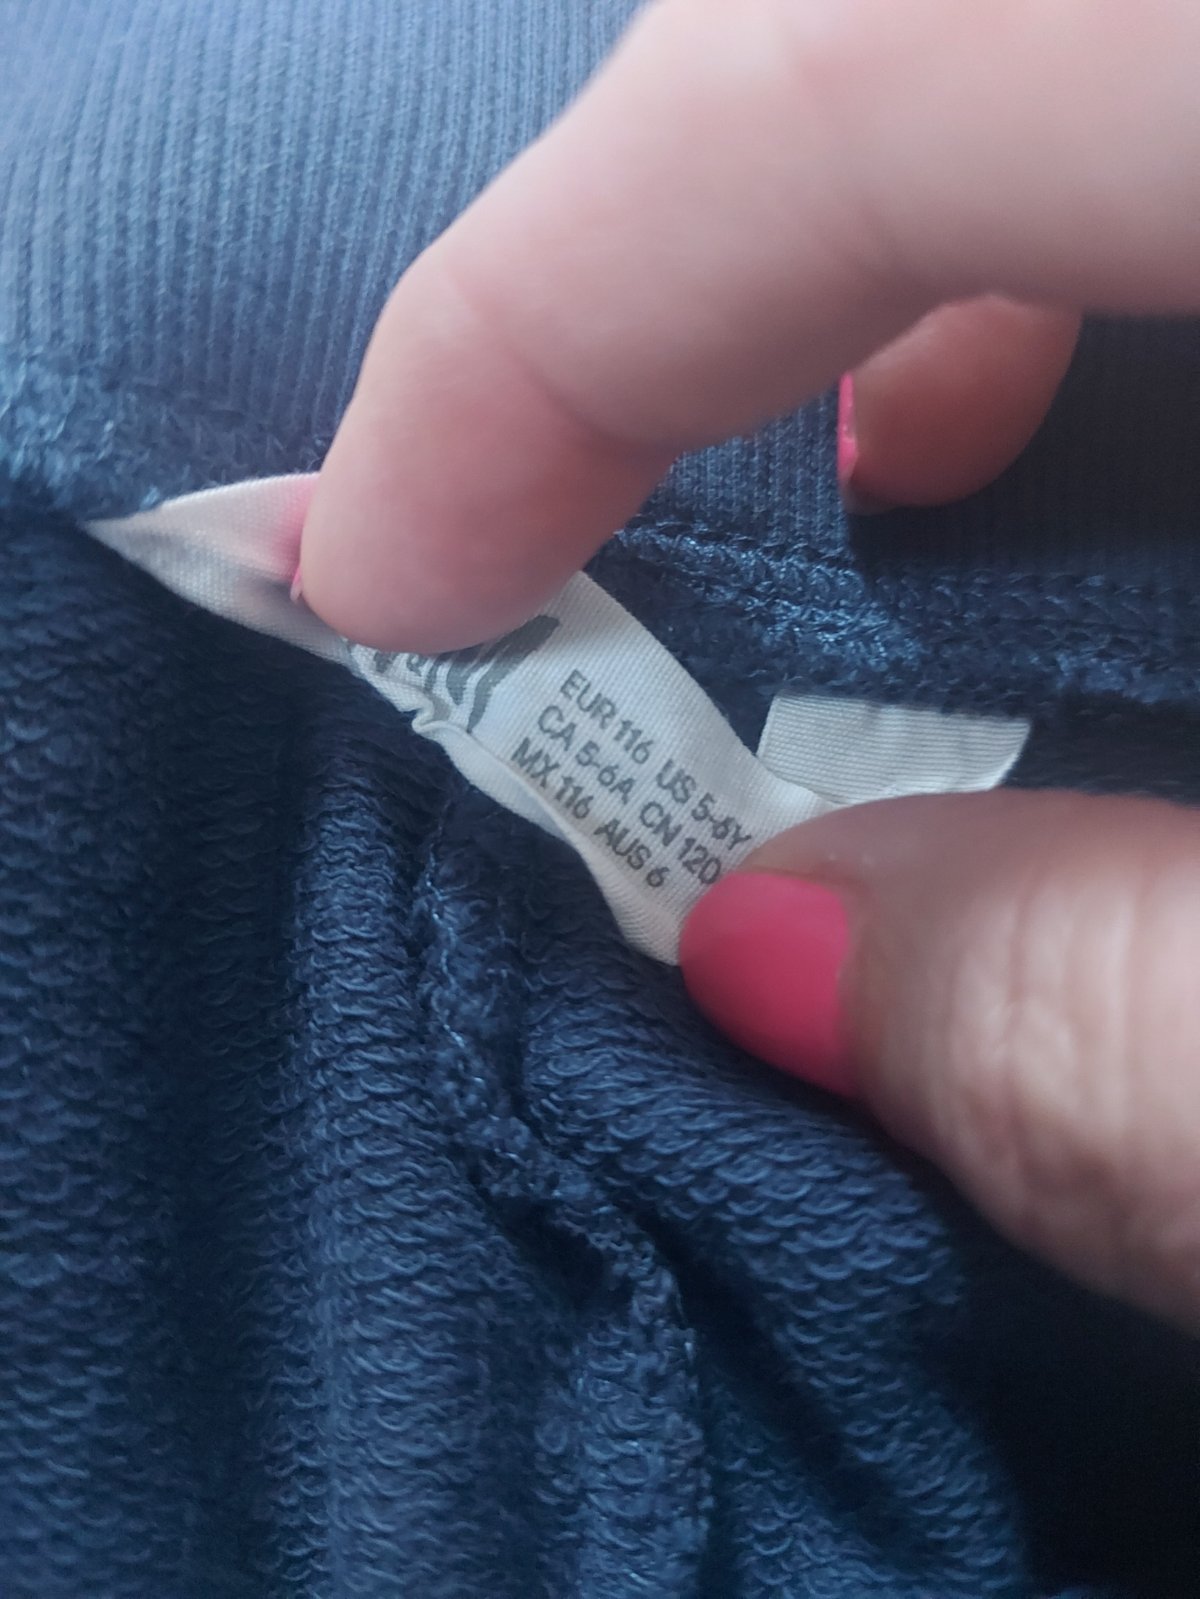 EUR 116 US 5-6Y
CA 5-6A CN 120
MX 116 AUS 6